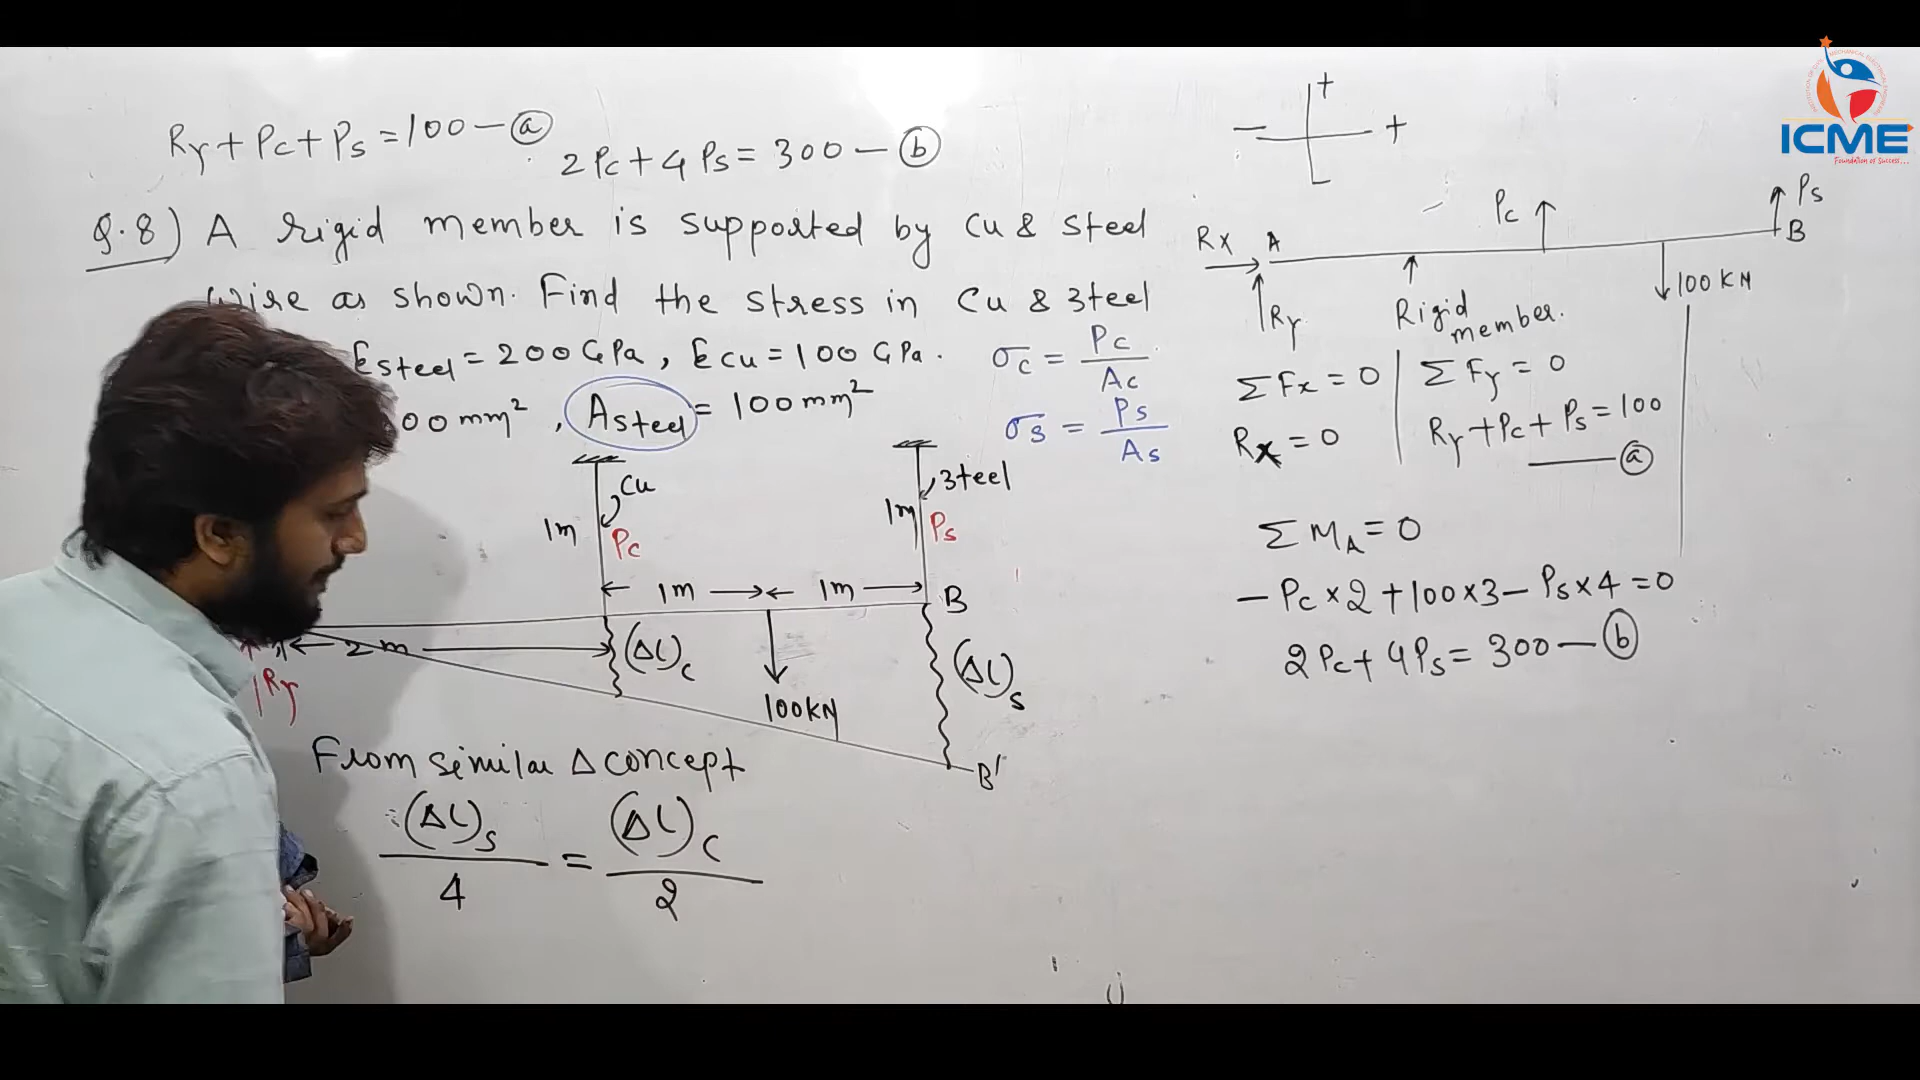 Ry + Pc + Ps = 100 — ⓐ
2Pc + 4Ps = 300 — ⓑ
Q.8) A rigid member is supported by Cu & steel
wire as shown. Find the stress in Cu & steel
Esteel = 200 GPa, ECu = 100 GPa.
00 mm², Asteel = 100 mm²
σc = Pc / Ac
σs = Ps / As
Cu
1m
Pc
steel
1m
Ps
1m
1m
B
2m
(Δl)c
100KN
(Δl)s
Ry
B'
From similar Δ concept
(Δl)s / 4 = (Δl)c / 2
+
− +
−
Rx A
Ry
Pc
Ps
B
100 KN
Rigid
member.
ΣFx = 0
Rx = 0
ΣFy = 0
Ry + Pc + Ps = 100
ⓐ
ΣMA = 0
− Pc × 2 + 100 × 3 − Ps × 4 = 0
2Pc + 4Ps = 300 — ⓑ
ICME
Foundation of Success...